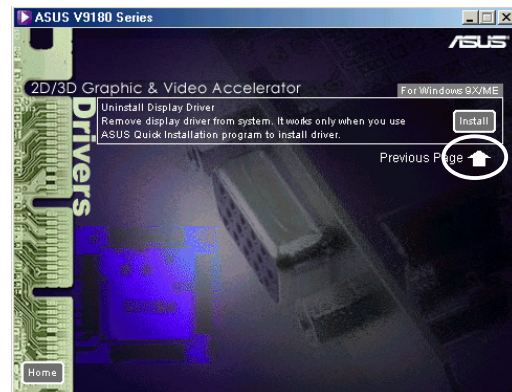 ASUS V9180 Series
ASUS
2D/3D Graphic & Video Accelerator
For Windows 9X/ME
Drivers
Uninstall Display Driver
Remove display driver from system. It works only when you use
ASUS Quick Installation program to install driver.
Install
Previous Page
Home